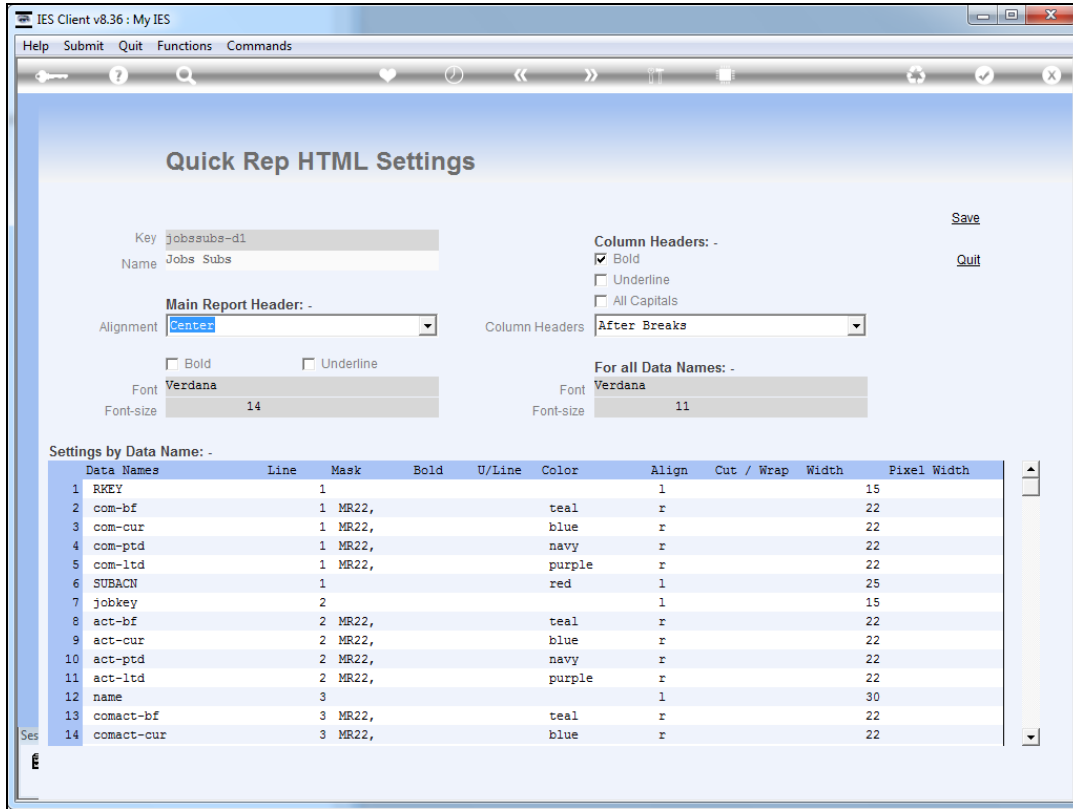 IES Client v8.36 : My IES
Help Submit Quit Functions Commands
Quick Rep HTML Settings
Save
Key jobssubs-d1
Column Headers: -
Name Jobs Subs
Bold
Quit
Underline
Main Report Header: -
All Capitals
Alignment Center
Column Headers After Breaks
Bold Underline
For all Data Names: -
Font Verdana
Font Verdana
Font-size 14
Font-size 11
Settings by Data Name: -
Data Names Line Mask Bold U/Line Color Align Cut / Wrap Width Pixel Width
1 RKEY 1 l 15
2 com-bf 1 MR22, teal r 22
3 com-cur 1 MR22, blue r 22
4 com-ptd 1 MR22, navy r 22
5 com-ltd 1 MR22, purple r 22
6 SUBACN 1 red l 25
7 jobkey 2 l 15
8 act-bf 2 MR22, teal r 22
9 act-cur 2 MR22, blue r 22
10 act-ptd 2 MR22, navy r 22
11 act-ltd 2 MR22, purple r 22
12 name 3 l 30
13 comact-bf 3 MR22, teal r 22
14 comact-cur 3 MR22, blue r 22
Ses